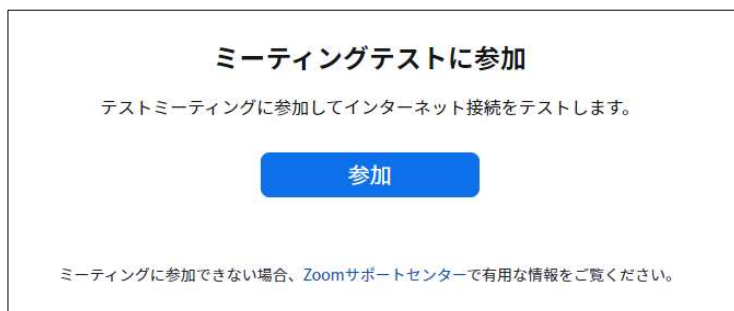 ミーティングテストに参加
テストミーティングに参加してインターネット接続をテストします。
参加
ミーティングに参加できない場合、Zoomサポートセンターで有用な情報をご覧ください。